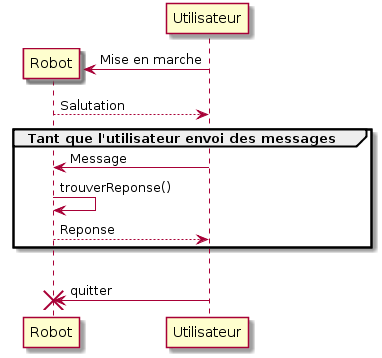 Utilisateur
Robot
Mise en marche
Salutation
Tant que l'utilisateur envoi des messages
Message
trouverReponse()
Reponse
quitter
Robot
Utilisateur